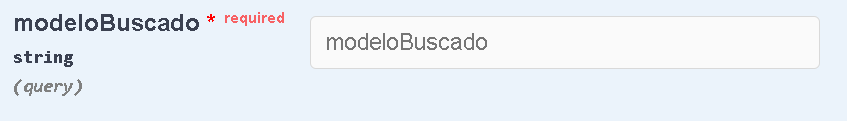 modeloBuscado * required
modeloBuscado
string
(query)